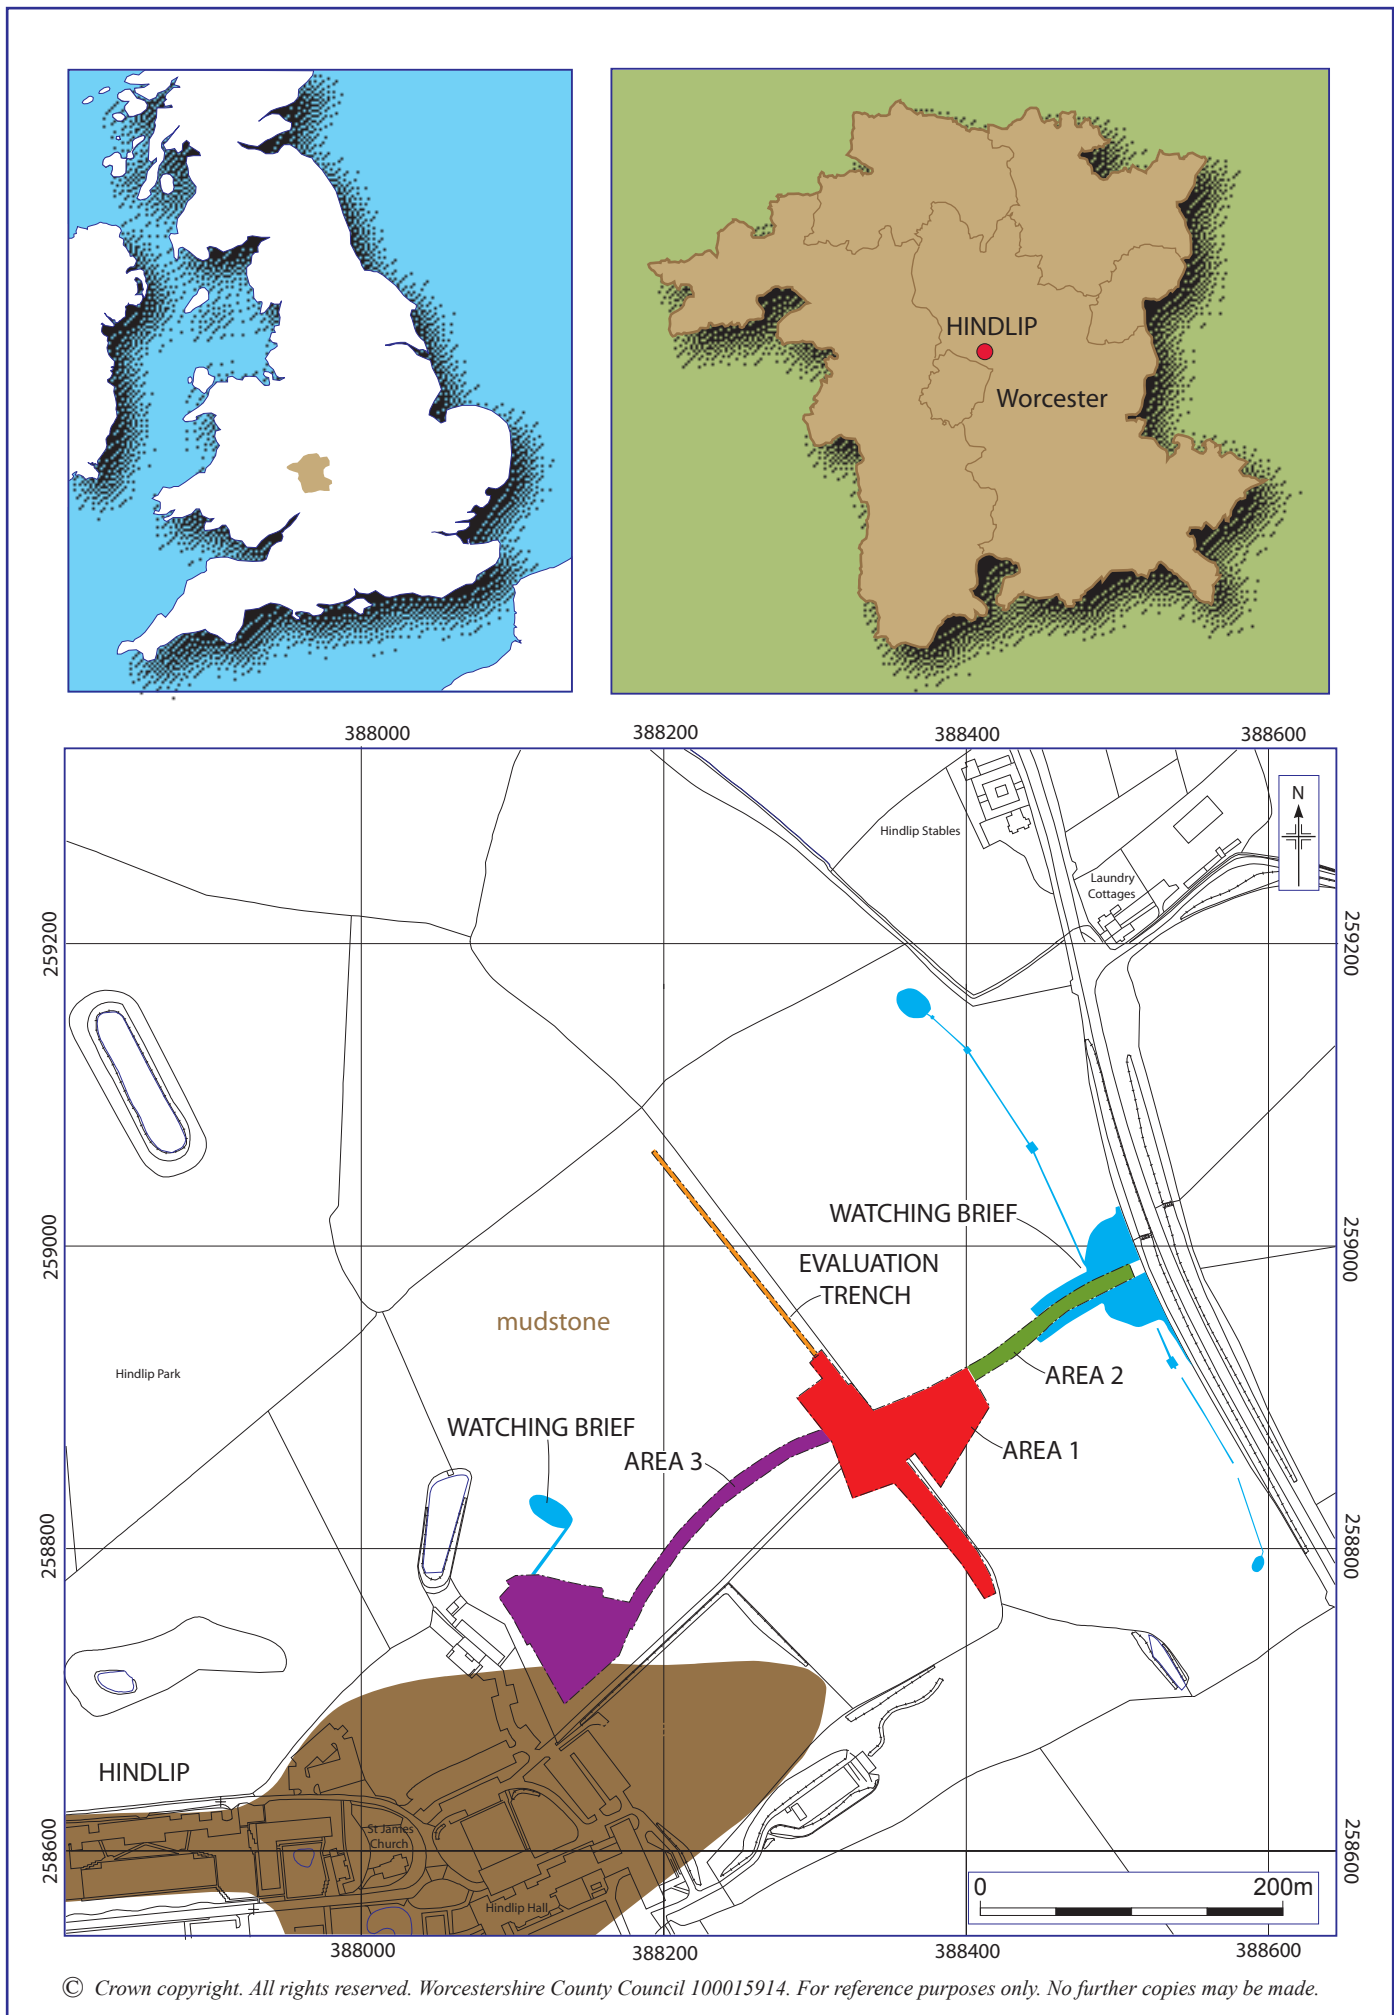 HINDLIP
Worcester
388000
388200
388400
388600
N
Hindlip Stables
Laundry
Cottages
259200
259200
WATCHING BRIEF
259000
259000
EVALUATION
TRENCH
mudstone
Hindlip Park
AREA 2
WATCHING BRIEF
AREA 3
AREA 1
258800
258800
HINDLIP
St James
Church
258600
258600
Hindlip Hall
0
200m
388000
388200
388400
388600
© Crown copyright. All rights reserved. Worcestershire County Council 100015914. For reference purposes only. No further copies may be made.